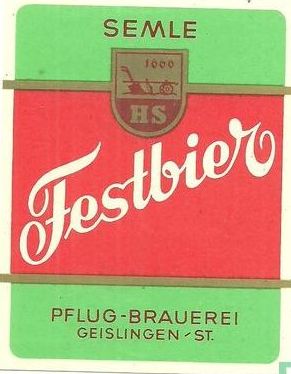 SEMLE
1600
HS
Festbier
PFLUG-BRAUEREI
GEISLINGEN-ST.